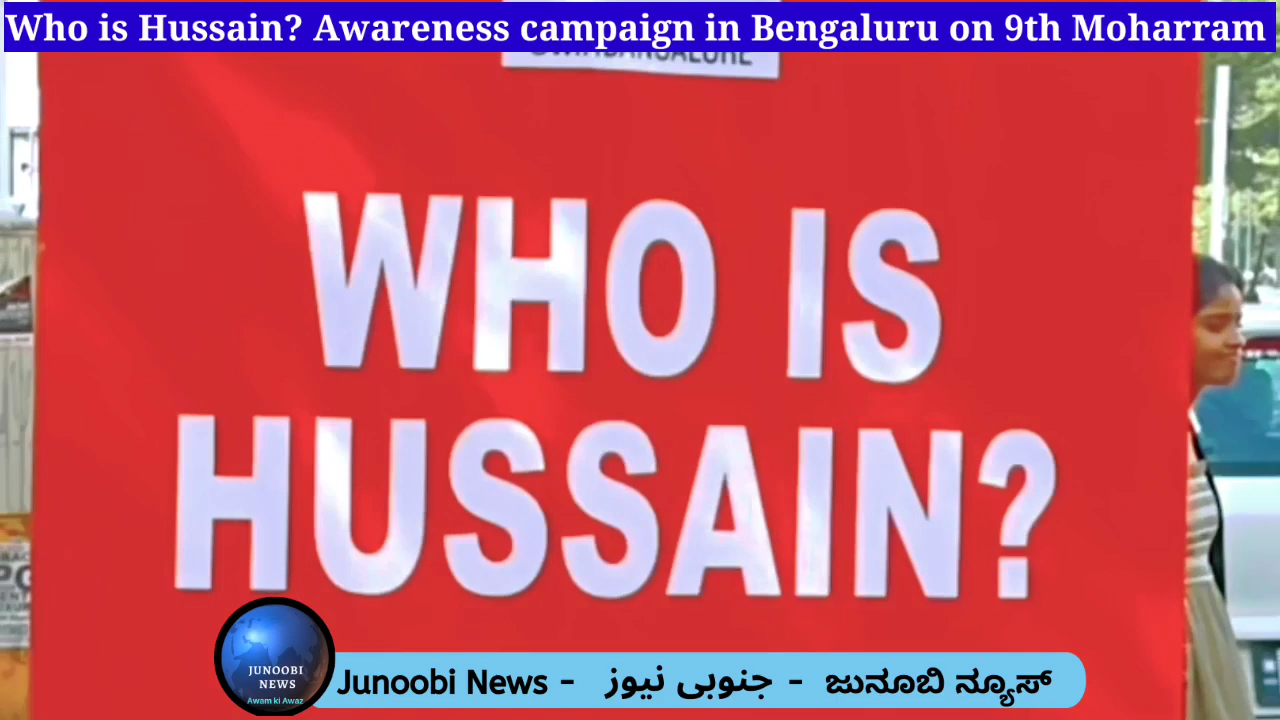 Who is Hussain? Awareness campaign in Bengaluru on 9th Moharram
WHO IS
HUSSAIN?
JUNOOBI
NEWS
Awam ki Awaz
Junoobi News - جنوبی نیوز - ಜುನೂಬಿ ನ್ಯೂಸ್